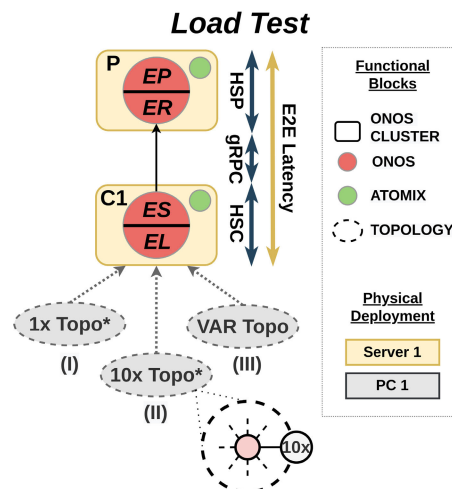 Load Test
P
EP
ER
HSP
gRPC
HSC
E2E Latency
C1
ES
EL
1x Topo*
(I)
10x Topo*
(II)
VAR Topo
(III)
10x
Functional
Blocks
ONOS
CLUSTER
ONOS
ATOMIX
TOPOLOGY
Physical
Deployment
Server 1
PC 1